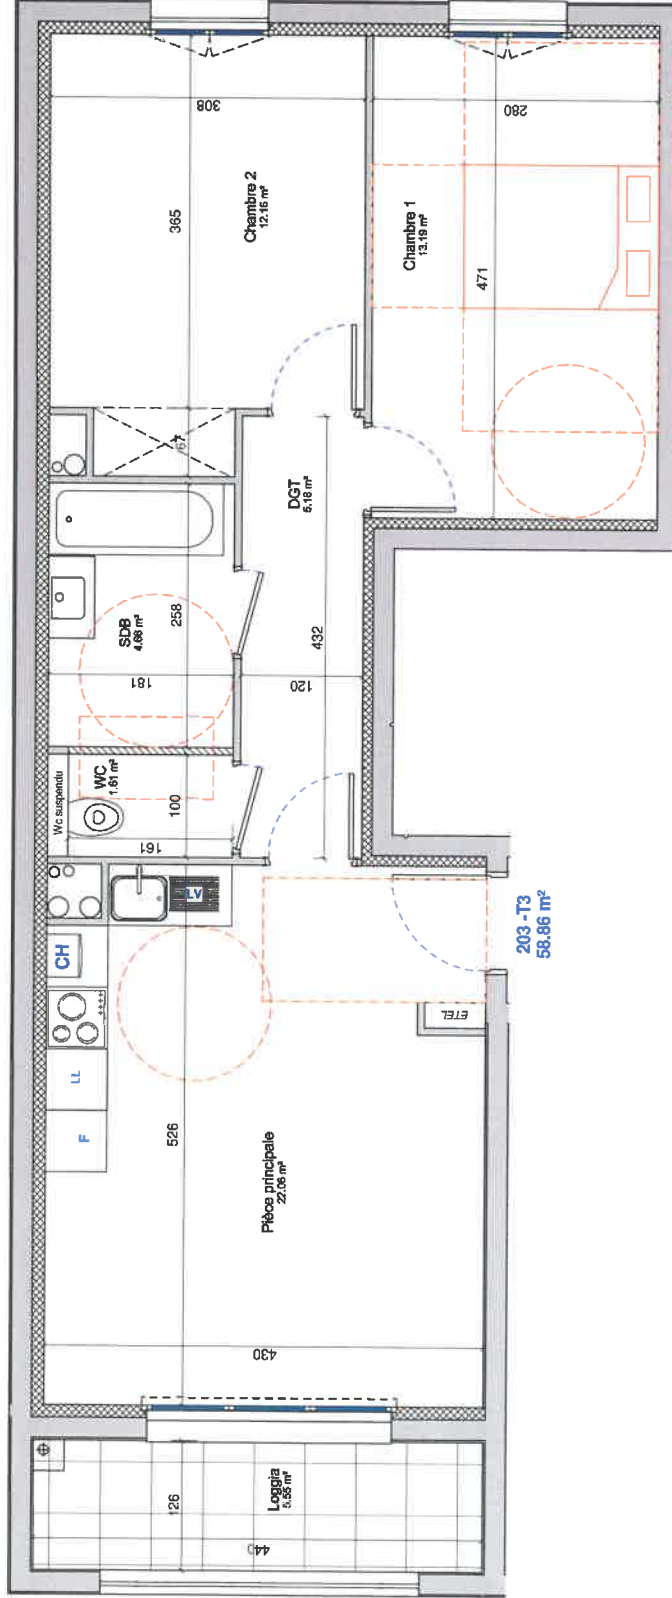 308
280
365
Chambre 2
12.16 m²
Chambre 1
13.19 m²
471
67
DGT
5.18 m²
SDB
4.66 m²
258
432
181
120
Wc suspendu
WC
1.61 m²
100
161
LV
CH
LL
F
203 -T3
58.86 m²
ETEL
526
Pièce principale
22.06 m²
430
126
Loggia
5.55 m²
440